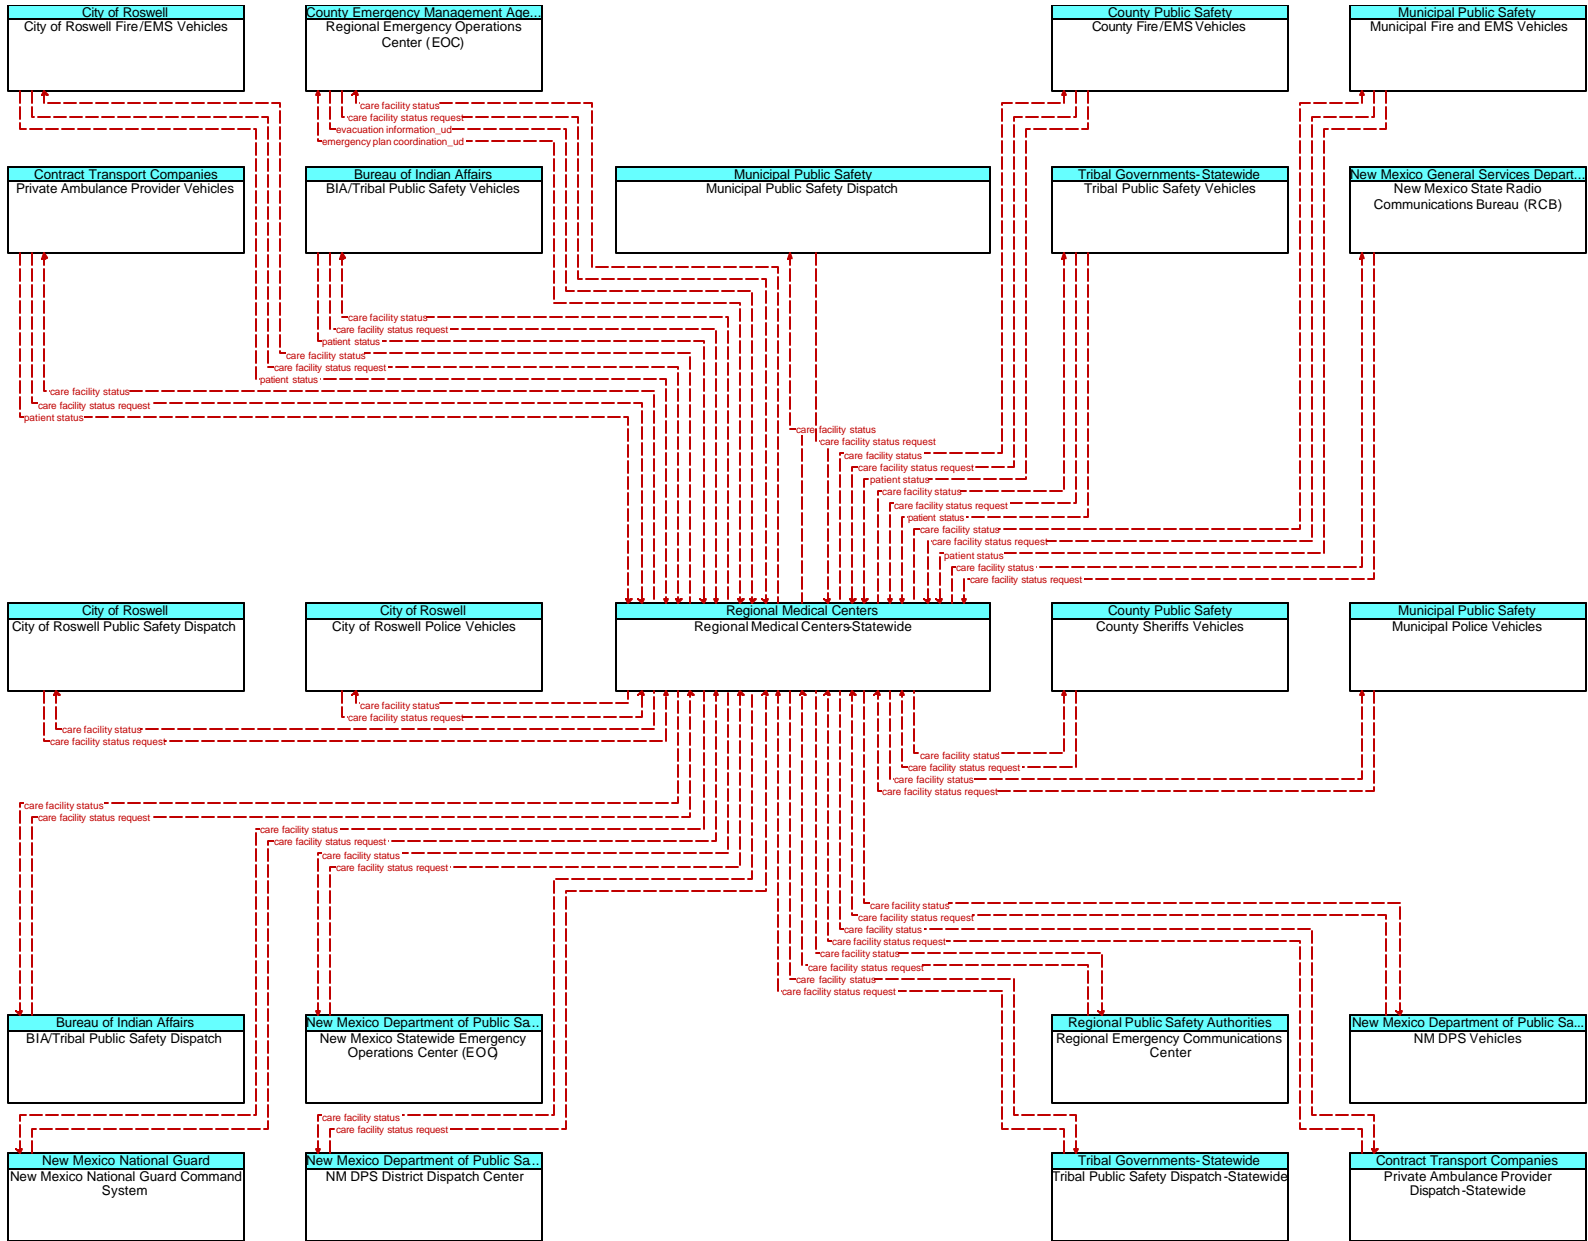 City of Roswell
City of Roswell Fire/EMS Vehicles
County Emergency Management Age...
Regional Emergency Operations
Center (EOC)
County Public Safety
County Fire/EMS Vehicles
Municipal Public Safety
Municipal Fire and EMS Vehicles
care facility status
care facility status request
evacuation information_ud
emergency plan coordination_ud
Contract Transport Companies
Private Ambulance Provider Vehicles
Bureau of Indian Affairs
BIA/Tribal Public Safety Vehicles
Municipal Public Safety
Municipal Public Safety Dispatch
Tribal Governments-Statewide
Tribal Public Safety Vehicles
New Mexico General Services Depart...
New Mexico State Radio
Communications Bureau (RCB)
care facility status
care facility status request
patient status
care facility status
care facility status request
patient status
care facility status
care facility status request
patient status
care facility status
care facility status request
care facility status
care facility status request
patient status
care facility status
care facility status request
patient status
care facility status
care facility status request
patient status
care facility status
care facility status request
City of Roswell
City of Roswell Public Safety Dispatch
City of Roswell
City of Roswell Police Vehicles
Regional Medical Centers
Regional Medical Centers-Statewide
County Public Safety
County Sheriffs Vehicles
Municipal Public Safety
Municipal Police Vehicles
care facility status
care facility status request
care facility status
care facility status request
care facility status
care facility status request
care facility status
care facility status request
care facility status
care facility status request
care facility status
care facility status request
care facility status
care facility status request
care facility status
care facility status request
care facility status
care facility status request
care facility status
care facility status request
care facility status
care facility status request
Bureau of Indian Affairs
BIA/Tribal Public Safety Dispatch
New Mexico Department of Public Sa...
New Mexico Statewide Emergency
Operations Center (EOC)
Regional Public Safety Authorities
Regional Emergency Communications
Center
New Mexico Department of Public Sa...
NM DPS Vehicles
care facility status
care facility status request
New Mexico National Guard
New Mexico National Guard Command
System
New Mexico Department of Public Sa...
NM DPS District Dispatch Center
Tribal Governments-Statewide
Tribal Public Safety Dispatch-Statewide
Contract Transport Companies
Private Ambulance Provider
Dispatch-Statewide